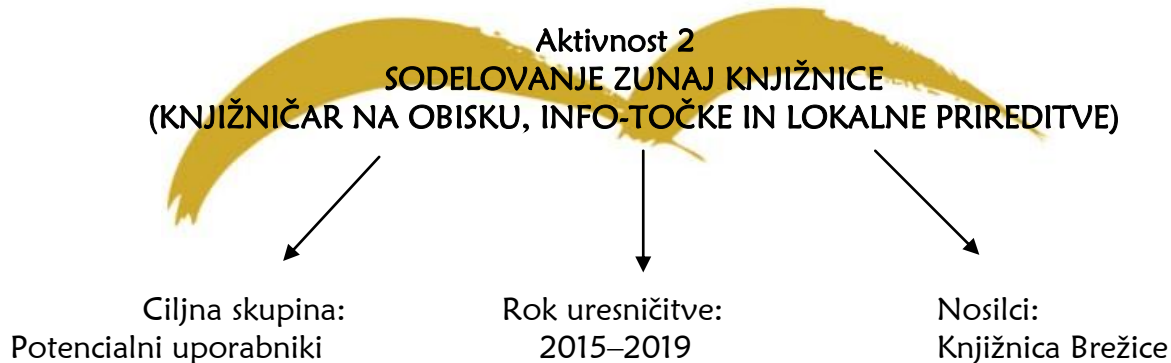 Aktivnost 2
SODELOVANJE ZUNAJ KNJIŽNICE
(KNJIŽNIČAR NA OBISKU, INFO-TOČKE IN LOKALNE PRIREDITVE)
Ciljna skupina:
Potencialni uporabniki
Rok uresničitve:
2015–2019
Nosilci:
Knjižnica Brežice